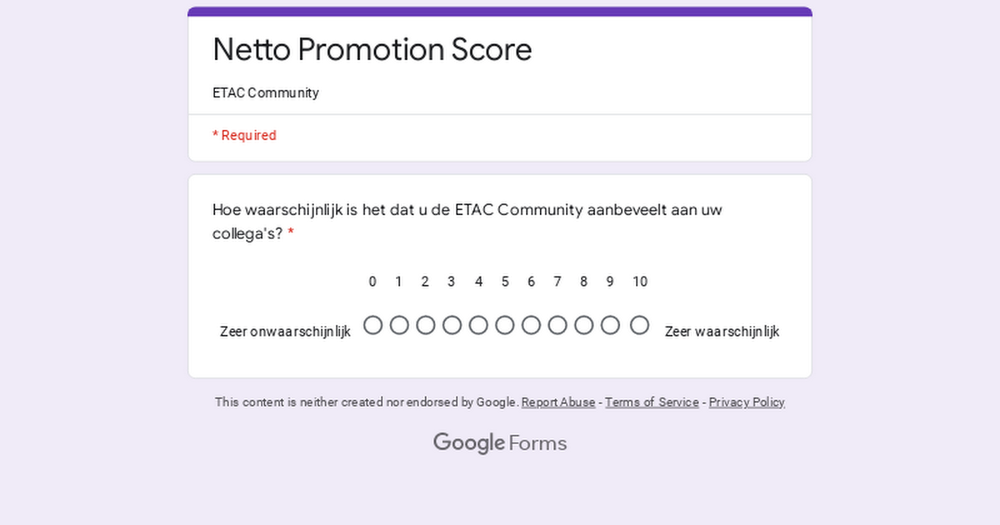 Netto Promotion Score
ETAC Community
* Required
Hoe waarschijnlijk is het dat u de ETAC Community aanbeveelt aan uw
collega's? *
0 1 2 3 4 5 6 7 8 9 10
Zeer onwaarschijnlijk Zeer waarschijnlijk
This content is neither created nor endorsed by Google. Report Abuse - Terms of Service - Privacy Policy
Google Forms